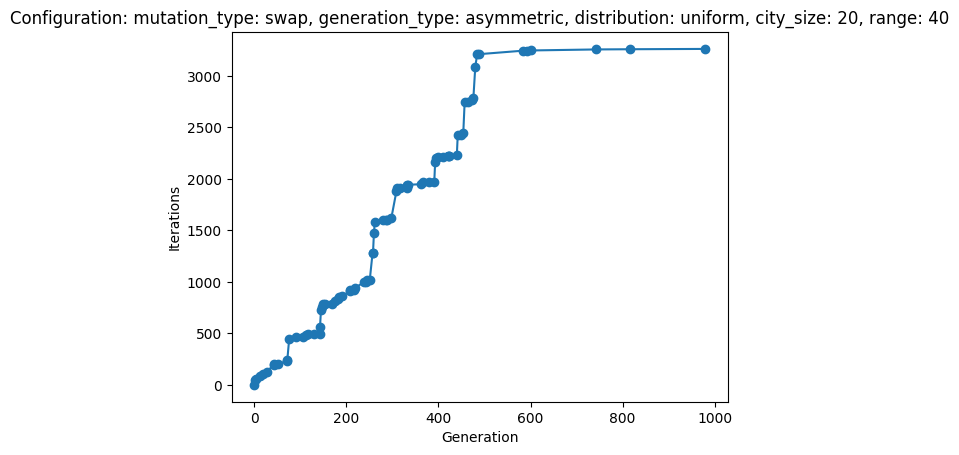 Configuration: mutation_type: swap, generation_type: asymmetric, distribution: uniform, city_size: 20, range: 40
3000
2500
2000
1500
1000
500
0
Iterations
0 200 400 600 800 1000
Generation